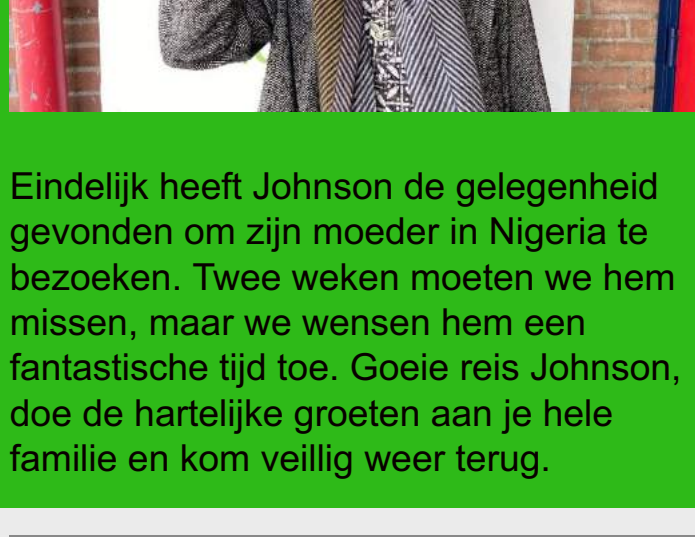 Eindelijk heeft Johnson de gelegenheid
gevonden om zijn moeder in Nigeria te
bezoeken. Twee weken moeten we hem
missen, maar we wensen hem een
fantastische tijd toe. Goeie reis Johnson,
doe de hartelijke groeten aan je hele
familie en kom veillig weer terug.